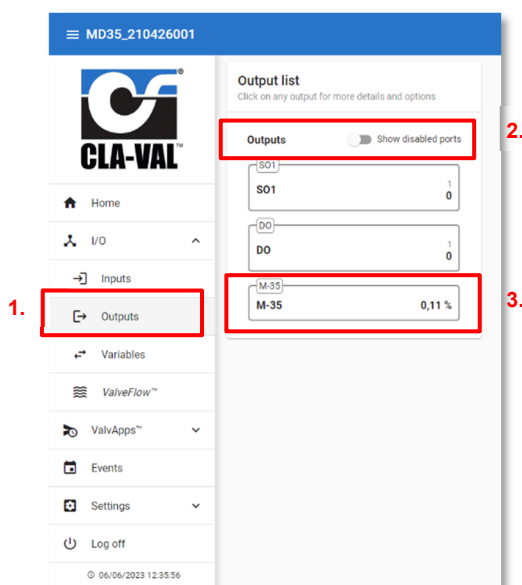 MD35_210426001
CLA-VAL™
Home
I/O
1.
Inputs
Outputs
Variables
ValveFlow™
ValvApps™
Events
Settings
Log off
06/06/2023 12:35:56
Output list
Click on any output for more details and options
2.
Outputs Show disabled ports
SO1
SO1 1
0
DO
DO 1
0
3.
M-35
M-35 0,11 %